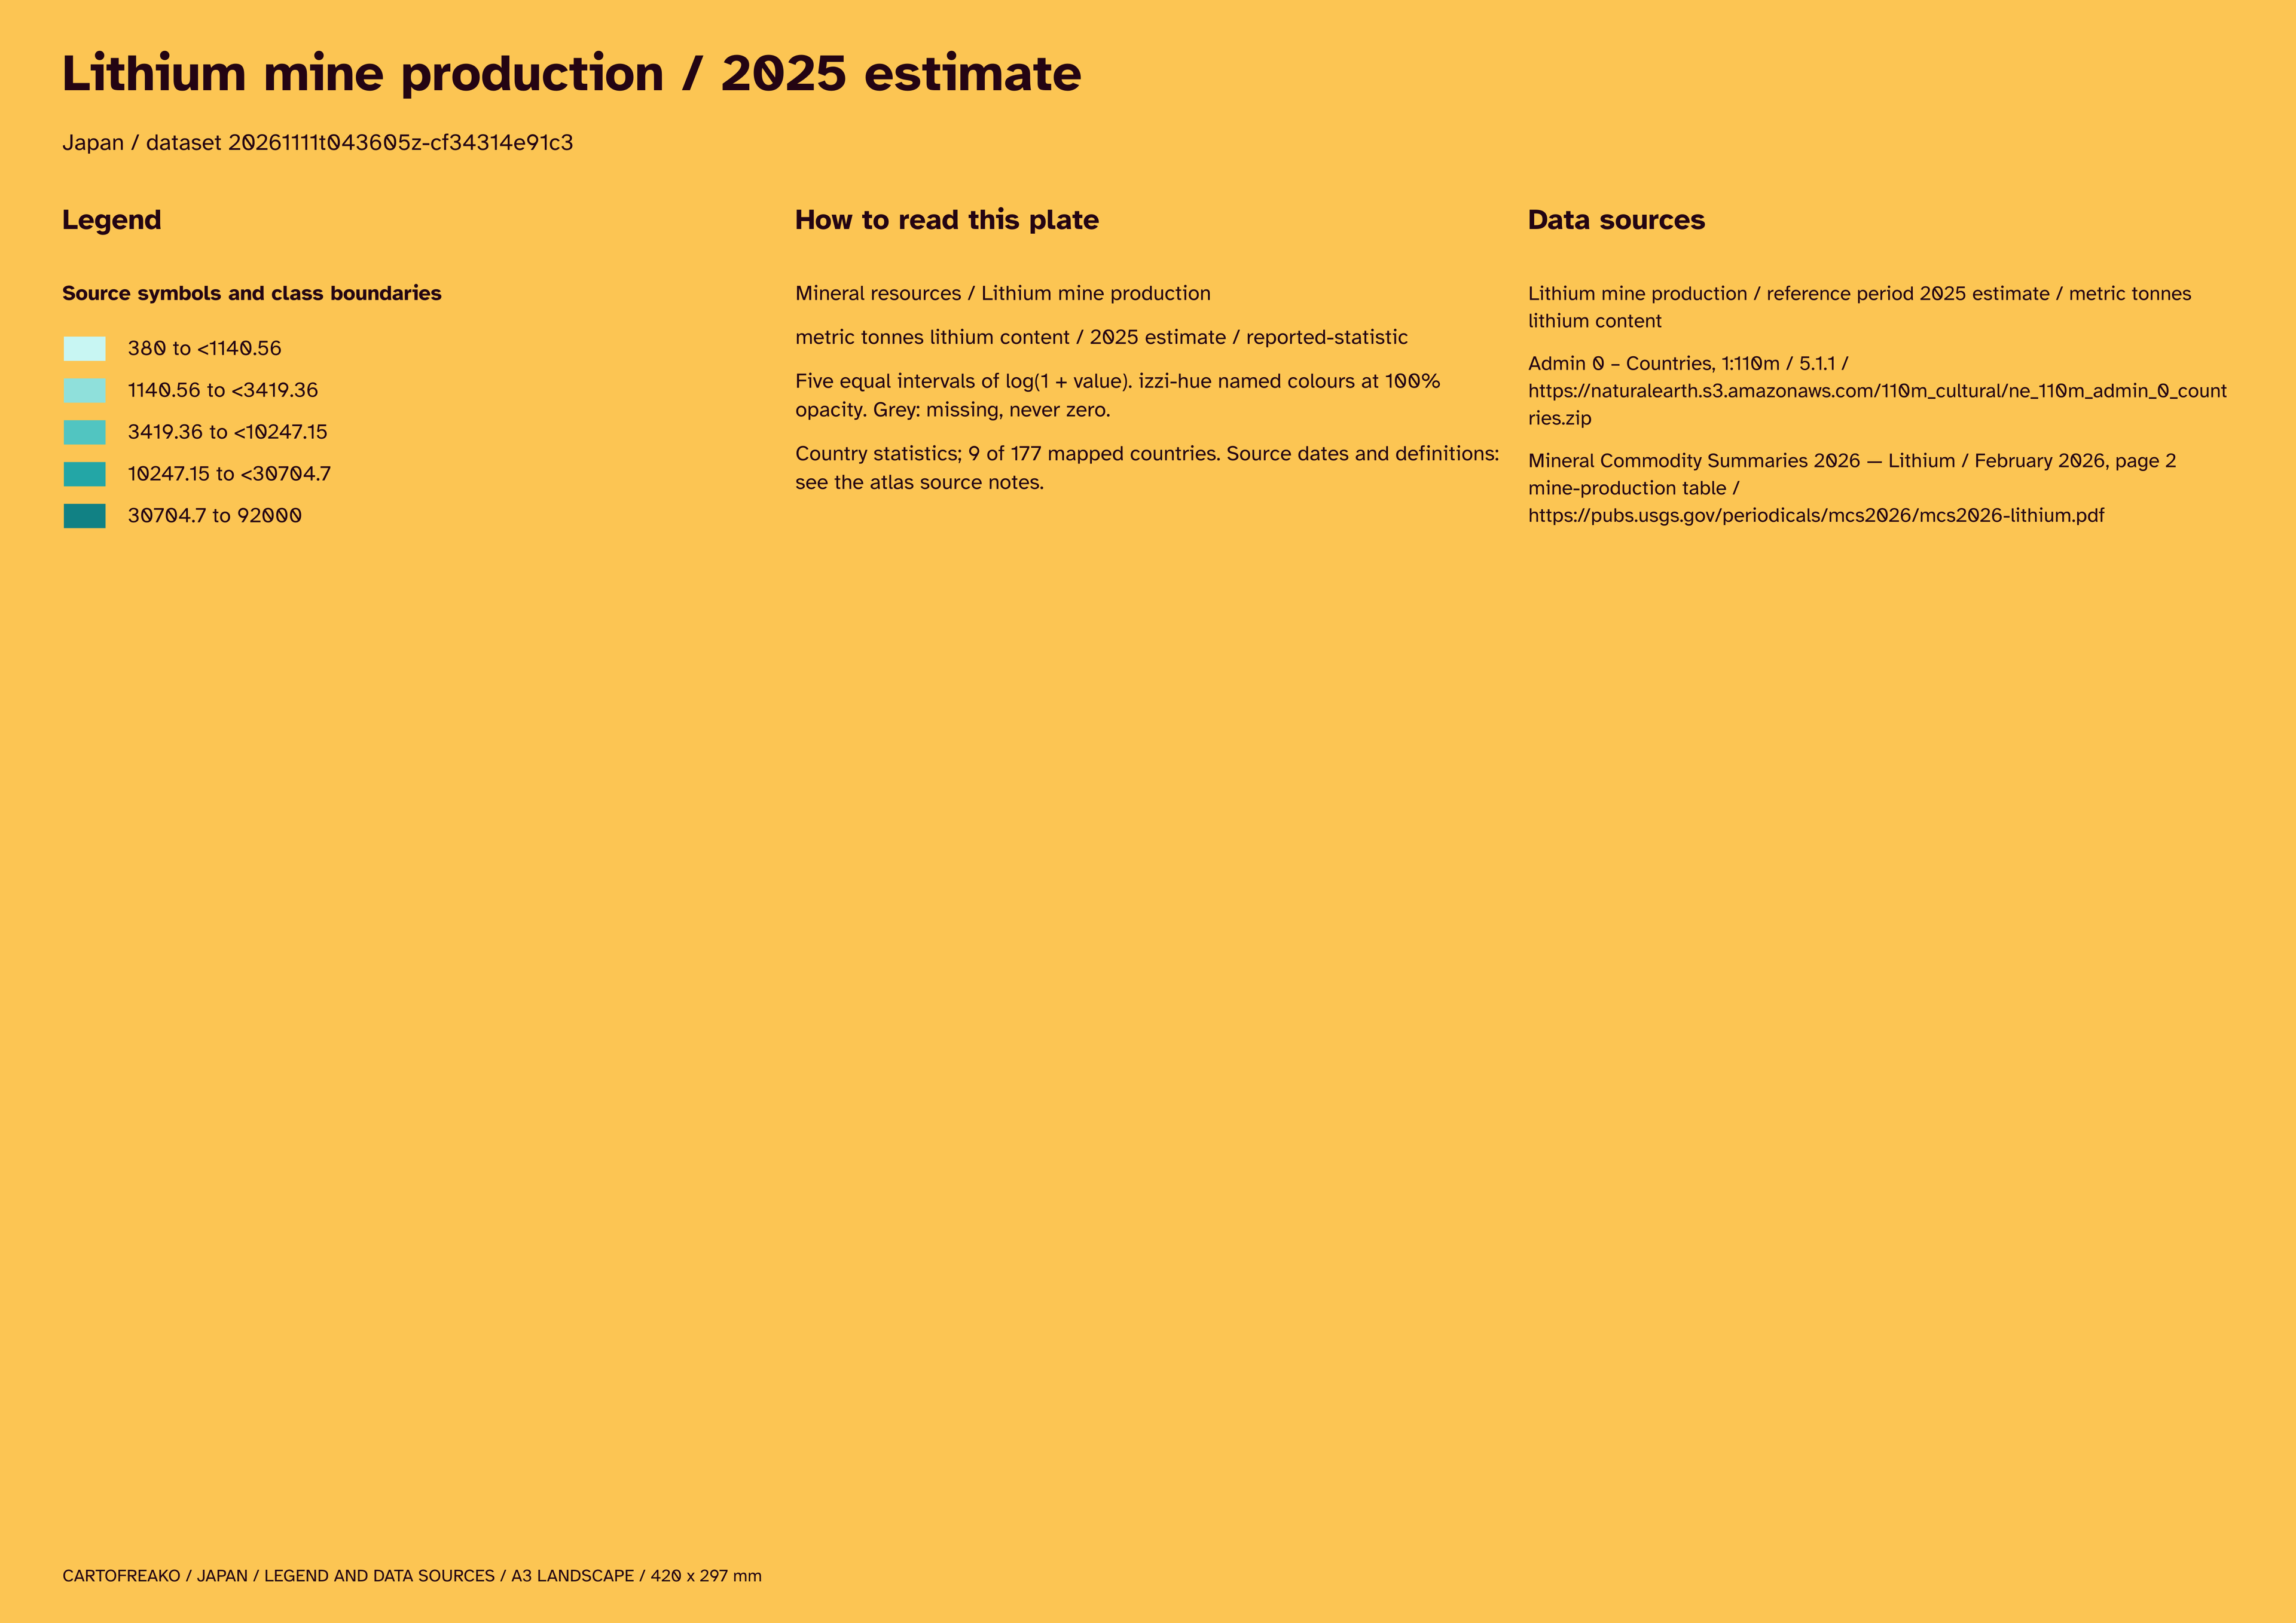 Lithium mine production / 2025 estimate
Japan / dataset 20261111t043605z-cf34314e91c3
Legend
Source symbols and class boundaries
380 to <1140.56
1140.56 to <3419.36
3419.36 to <10247.15
10247.15 to <30704.7
30704.7 to 92000
How to read this plate
Mineral resources / Lithium mine production
metric tonnes lithium content / 2025 estimate / reported-statistic
Five equal intervals of log(1 + value). izzi-hue named colours at 100%
opacity. Grey: missing, never zero.
Country statistics; 9 of 177 mapped countries. Source dates and definitions:
see the atlas source notes.
Data sources
Lithium mine production / reference period 2025 estimate / metric tonnes
lithium content
Admin 0 – Countries, 1:110m / 5.1.1 /
https://naturalearth.s3.amazonaws.com/110m_cultural/ne_110m_admin_0_count
ries.zip
Mineral Commodity Summaries 2026 — Lithium / February 2026, page 2
mine-production table /
https://pubs.usgs.gov/periodicals/mcs2026/mcs2026-lithium.pdf
CARTOFREAKO / JAPAN / LEGEND AND DATA SOURCES / A3 LANDSCAPE / 420 x 297 mm